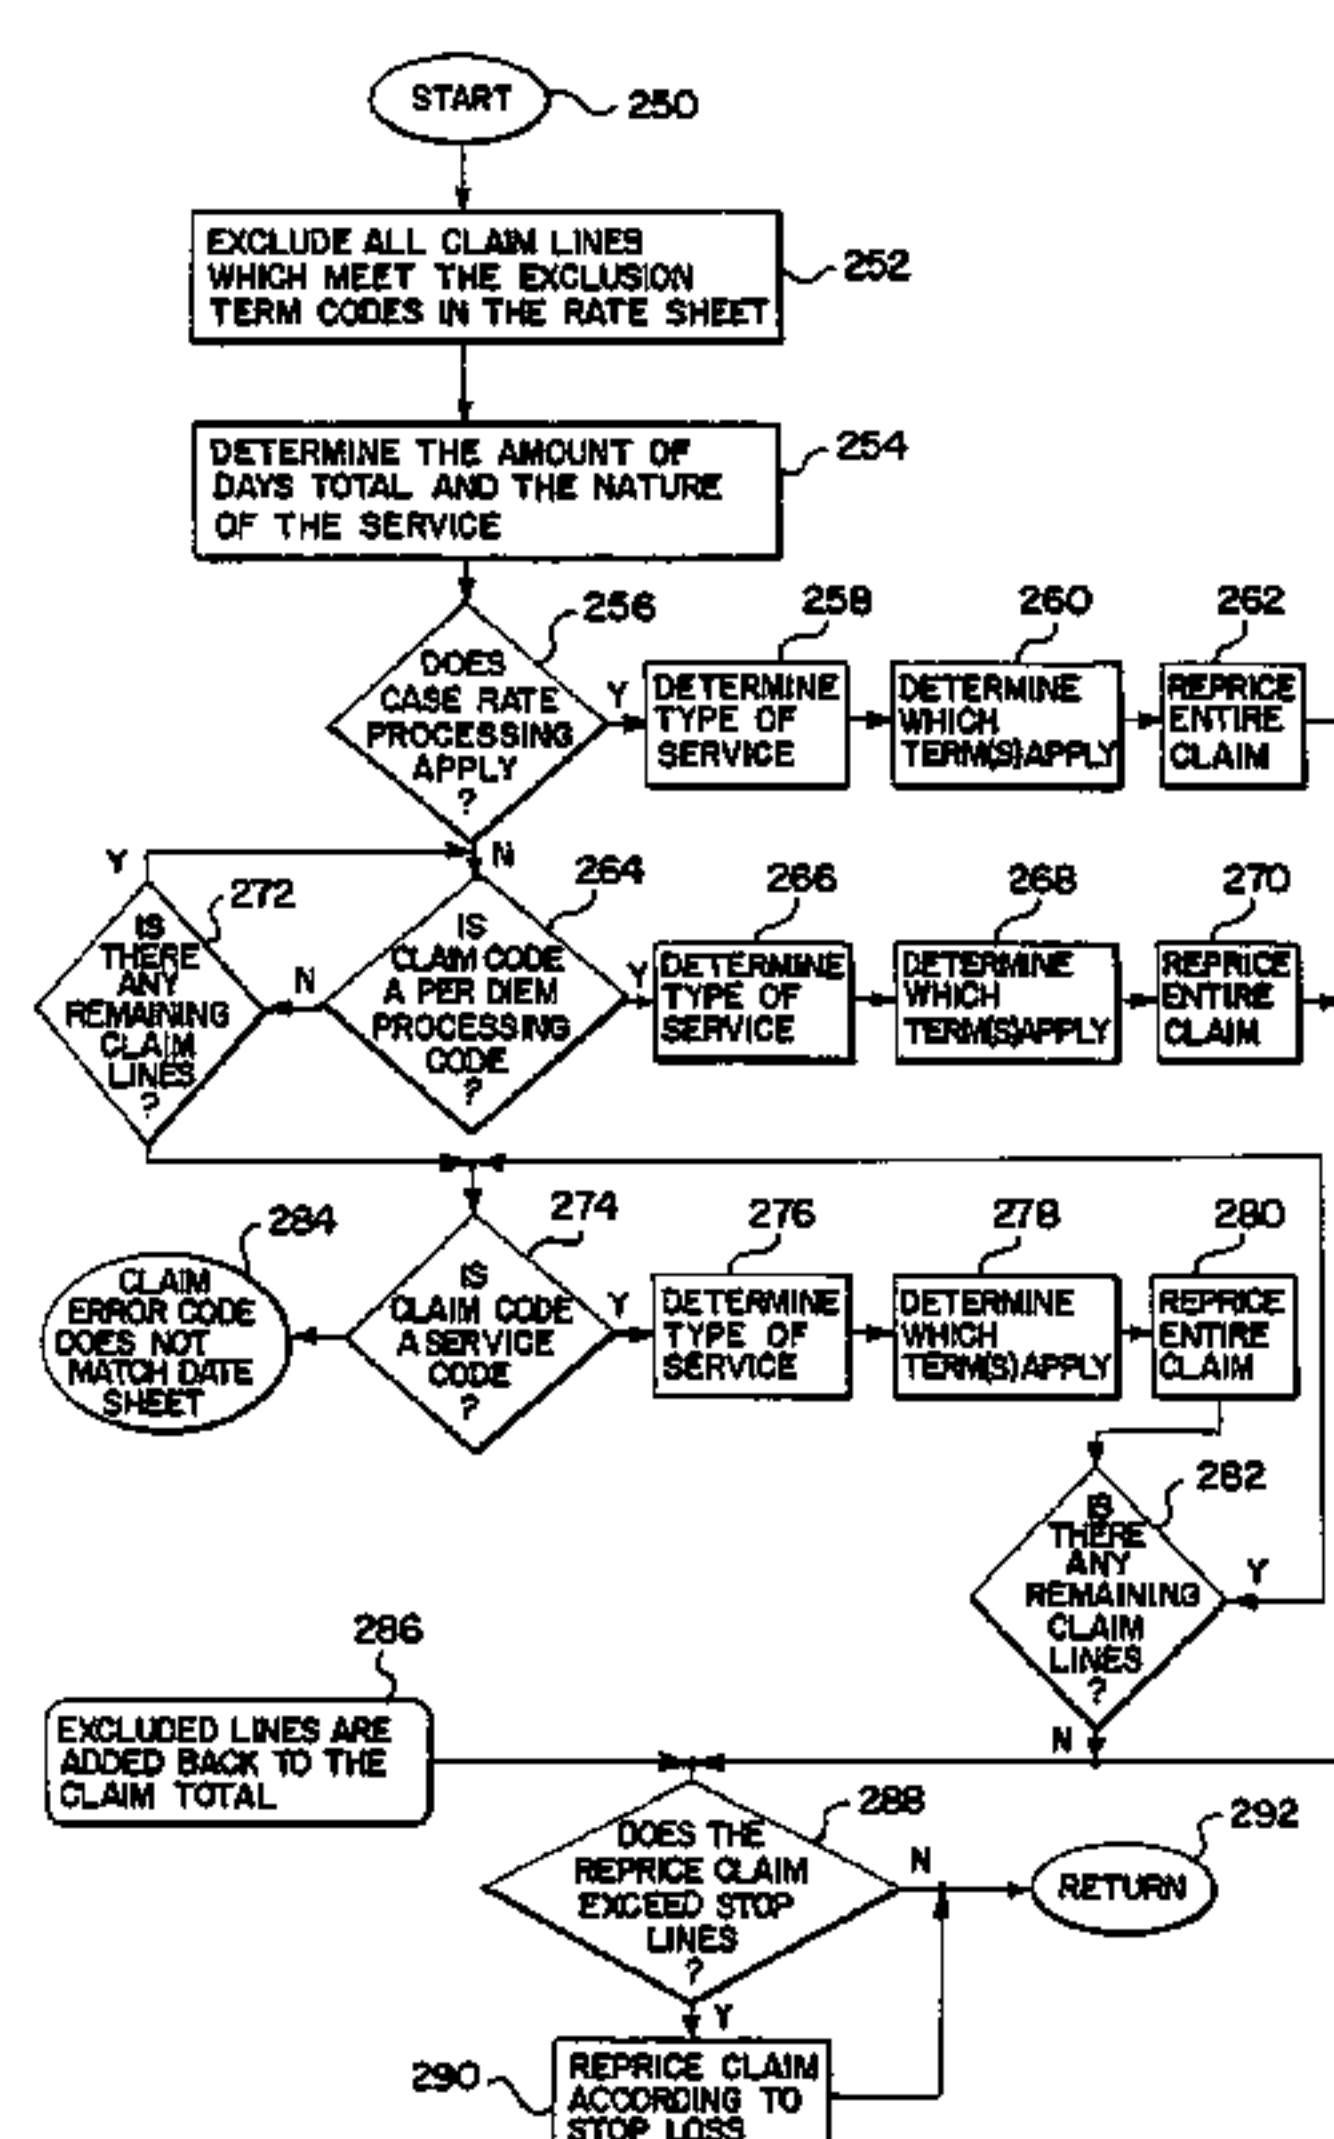 START
250
EXCLUDE ALL CLAIM LINES
WHICH MEET THE EXCLUSION
TERM CODES IN THE RATE SHEET
252
DETERMINE THE AMOUNT OF
DAYS TOTAL AND THE NATURE
OF THE SERVICE
254
DOES
CASE RATE
PROCESSING
APPLY
?
256
Y
N
DETERMINE
TYPE OF
SERVICE
258
DETERMINE
WHICH
TERM(S) APPLY
260
REPRICE
ENTIRE
CLAIM
262
IS
THERE
ANY
REMAINING
CLAIM
LINES
?
272
Y
N
IS
CLAIM CODE
A PER DIEM
PROCESSING
CODE
?
264
Y
DETERMINE
TYPE OF
SERVICE
266
DETERMINE
WHICH
TERM(S) APPLY
268
REPRICE
ENTIRE
CLAIM
270
CLAIM
ERROR CODE
DOES NOT
MATCH DATE
SHEET
284
IS
CLAIM CODE
A SERVICE
CODE
?
274
Y
DETERMINE
TYPE OF
SERVICE
276
DETERMINE
WHICH
TERM(S) APPLY
278
REPRICE
ENTIRE
CLAIM
280
IS
THERE
ANY
REMAINING
CLAIM
LINES
?
282
Y
N
286
EXCLUDED LINES ARE
ADDED BACK TO THE
CLAIM TOTAL
DOES THE
REPRICE CLAIM
EXCEED STOP
LINES
?
288
N
RETURN
292
Y
290
REPRICE CLAIM
ACCORDING TO
STOP LOSS